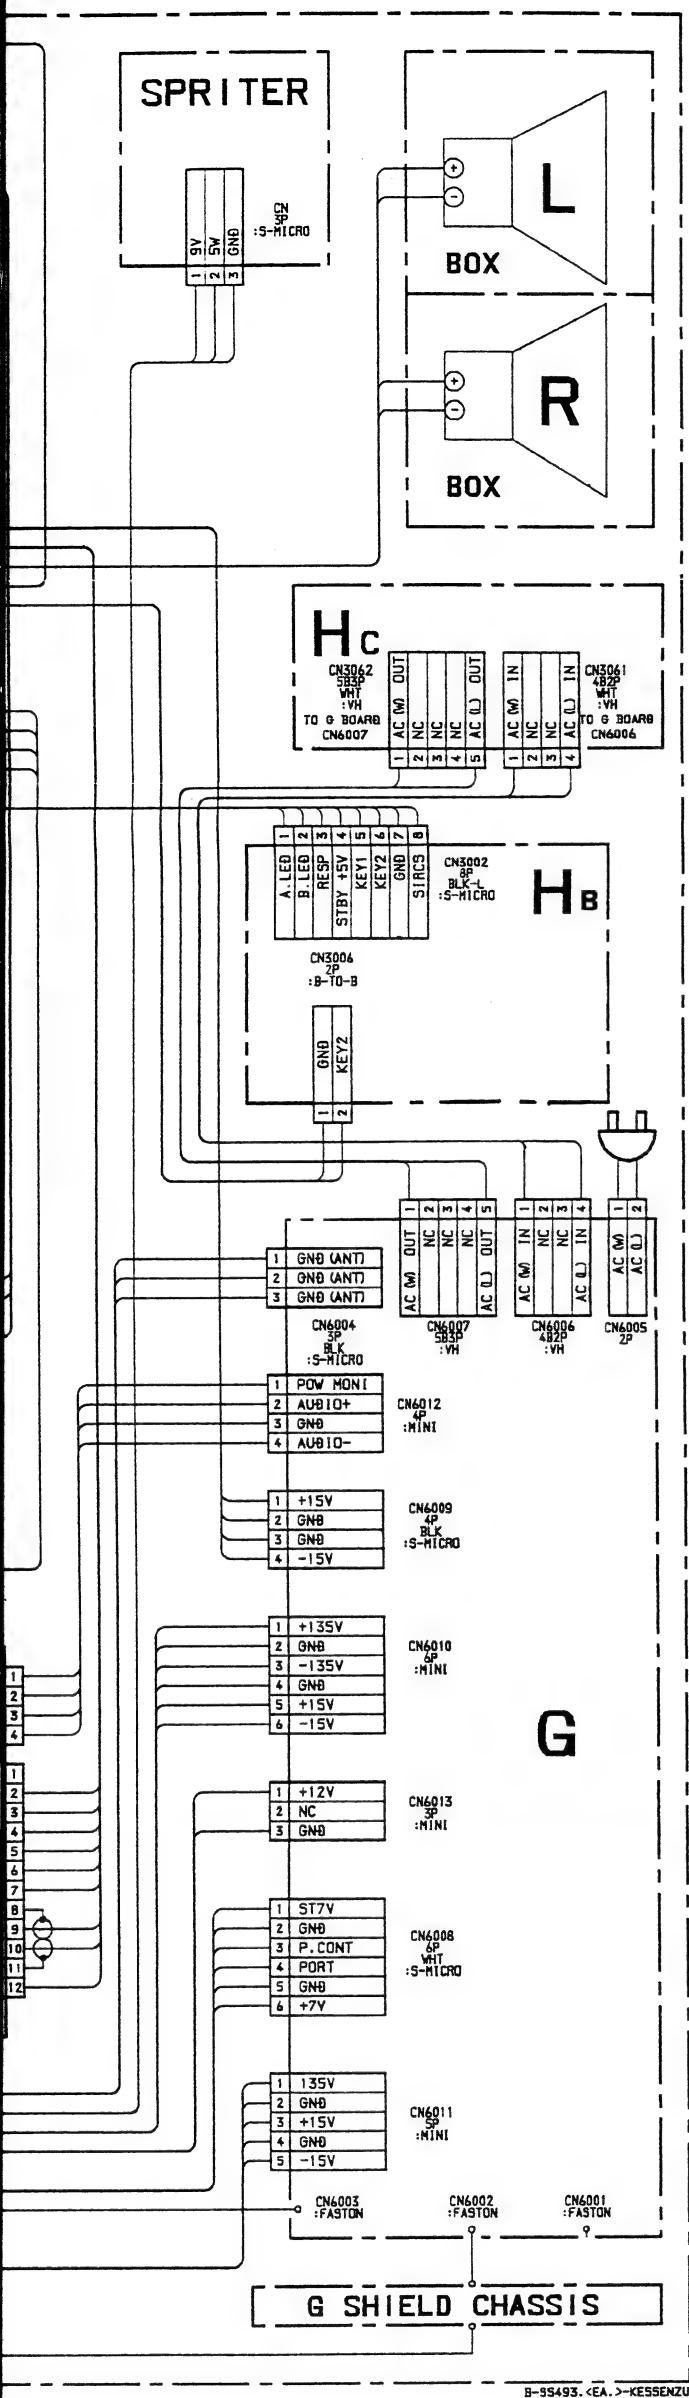 SPRITER
CN
3P
:S-MICRO
9V
5W
GND
1 2 3
L
+
-
BOX
R
+
-
BOX
HC
CN3062
5B3P
WHT
:VH
TO G BOARD
CN6007
AC (W) OUT
NC
NC
NC
AC (L) OUT
1 2 3 4 5
AC (W) IN
NC
NC
AC (L) IN
1 2 3 4
CN3061
4B2P
WHT
:VH
TO G BOARD
CN6006
1 2 3 4 5 6 7 8
A.LED
B.LED
RESP
STBY +5V
KEY1
KEY2
GND
SIRCS
CN3002
8P
BLK-L
:S-MICRO
HB
CN3006
2P
:B-TO-B
GND
KEY2
1 2
1 2 3 4 5
AC (W) OUT
NC
NC
NC
AC (L) OUT
CN6007
5B3P
:VH
1 2 3 4
AC (W) IN
NC
NC
AC (L) IN
CN6006
4B2P
:VH
1 2
AC (W)
AC (L)
CN6005
2P
1 GND (ANT)
2 GND (ANT)
3 GND (ANT)
CN6004
3P
BLK
:S-MICRO
1 POW MONI
2 AUDIO+
3 GND
4 AUDIO-
CN6012
4P
:MINI
1 +15V
2 GND
3 GND
4 -15V
CN6009
4P
BLK
:S-MICRO
1 +135V
2 GND
3 -135V
4 GND
5 +15V
6 -15V
CN6010
6P
:MINI
1
2
3
4
G
1
2
3
4
5
6
7
8
9
10
11
12
1 +12V
2 NC
3 GND
CN6013
3P
:MINI
1 ST7V
2 GND
3 P.CONT
4 PORT
5 GND
6 +7V
CN6008
6P
WHT
:S-MICRO
1 135V
2 GND
3 +15V
4 GND
5 -15V
CN6011
5P
:MINI
CN6003
:FASTON
CN6002
:FASTON
CN6001
:FASTON
G SHIELD CHASSIS
B-SS493.<EA.>-KESSENZU